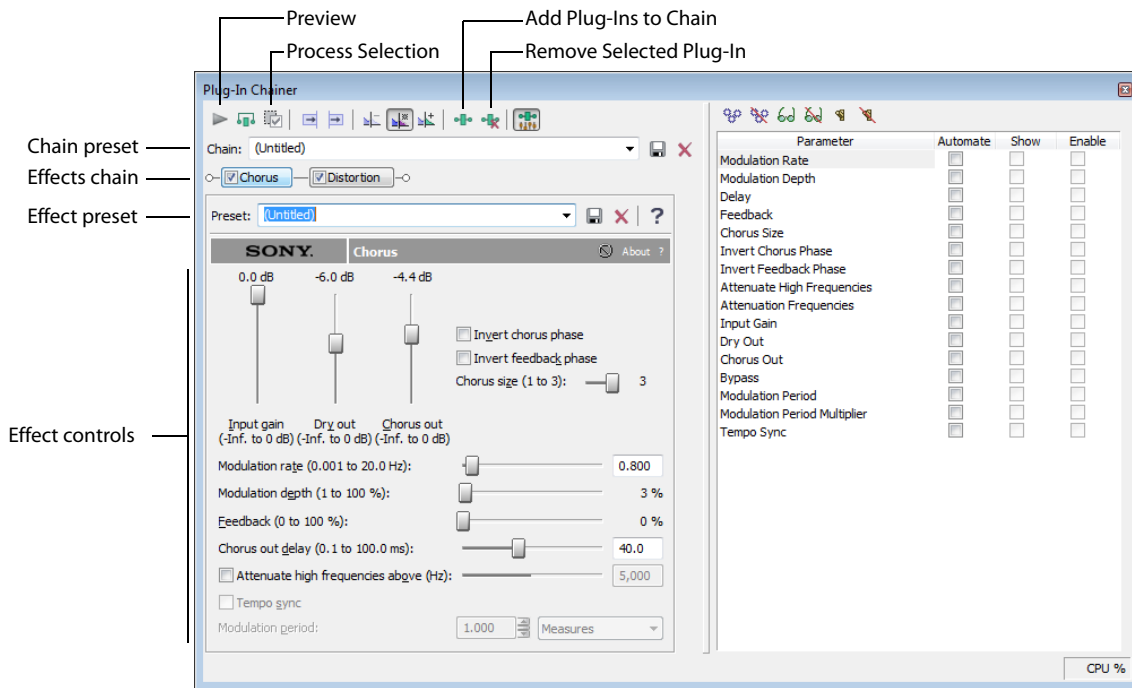 Preview
Add Plug-Ins to Chain
Process Selection
Remove Selected Plug-In
Plug-In Chainer
Chain preset
Chain: (Untitled)
Effects chain
Chorus
Distortion
Effect preset
Preset: (Untitled)
?
SONY. Chorus About ?
0.0 dB -6.0 dB -4.4 dB
Invert chorus phase
Invert feedback phase
Chorus size (1 to 3): 3
Input gain Dry out Chorus out
(-Inf. to 0 dB) (-Inf. to 0 dB) (-Inf. to 0 dB)
Effect controls
Modulation rate (0.001 to 20.0 Hz): 0.800
Modulation depth (1 to 100 %): 3 %
Feedback (0 to 100 %): 0 %
Chorus out delay (0.1 to 100.0 ms): 40.0
Attenuate high frequencies above (Hz): 5,000
Tempo sync
Modulation period: 1.000 Measures
Parameter Automate Show Enable
Modulation Rate
Modulation Depth
Delay
Feedback
Chorus Size
Invert Chorus Phase
Invert Feedback Phase
Attenuate High Frequencies
Attenuation Frequencies
Input Gain
Dry Out
Chorus Out
Bypass
Modulation Period
Modulation Period Multiplier
Tempo Sync
CPU %